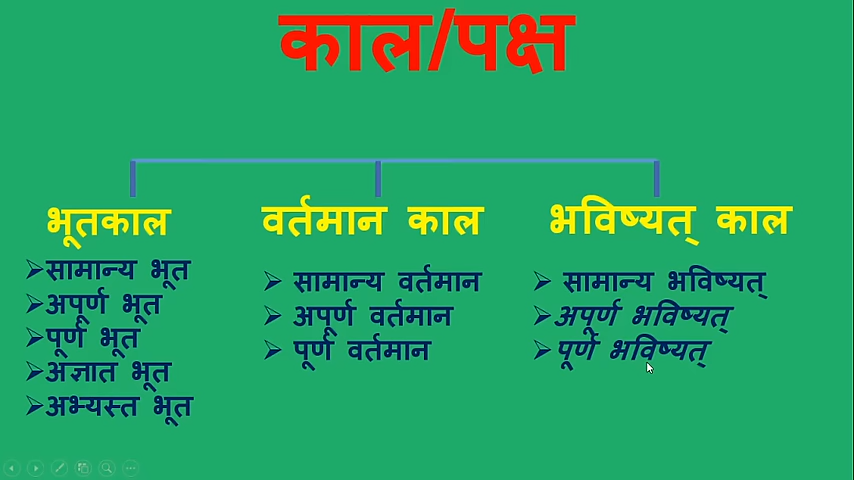 काल/पक्ष
भूतकाल
सामान्य भूत
अपूर्ण भूत
पूर्ण भूत
अज्ञात भूत
अभ्यस्त भूत
वर्तमान काल
सामान्य वर्तमान
अपूर्ण वर्तमान
पूर्ण वर्तमान
भविष्यत् काल
सामान्य भविष्यत्
अपूर्ण भविष्यत्
पूर्ण भविष्यत्